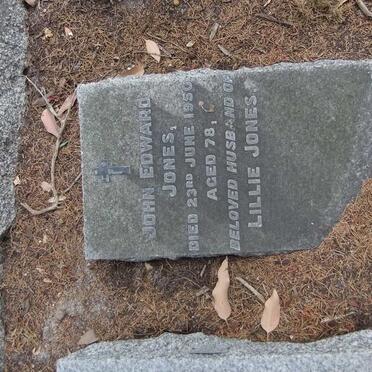 JOHN EDWARD
JONES,
DIED 23RD JUNE 1950
AGED 78,
BELOVED HUSBAND OF
LILLIE JONES.